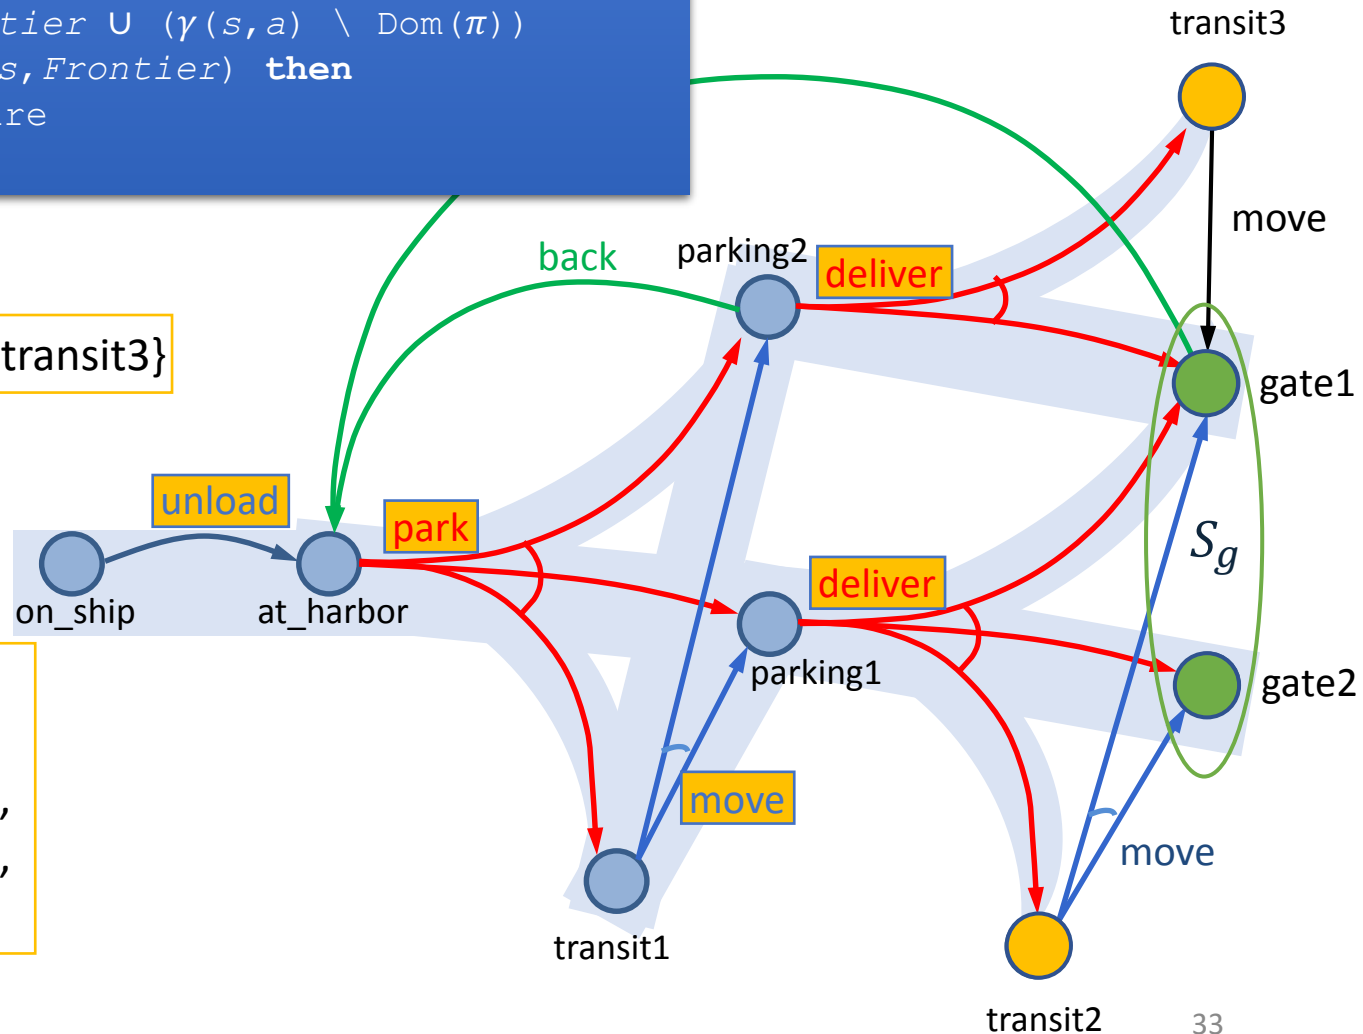 tier ∪ (γ(s,a) \ Dom(π))
s,Frontier) then
re
transit3
move
parking2
deliver
back
transit3}
gate1
unload
park
S_g
deliver
on_ship
at_harbor
parking1
gate2
,
move
,
move
transit1
transit2
33